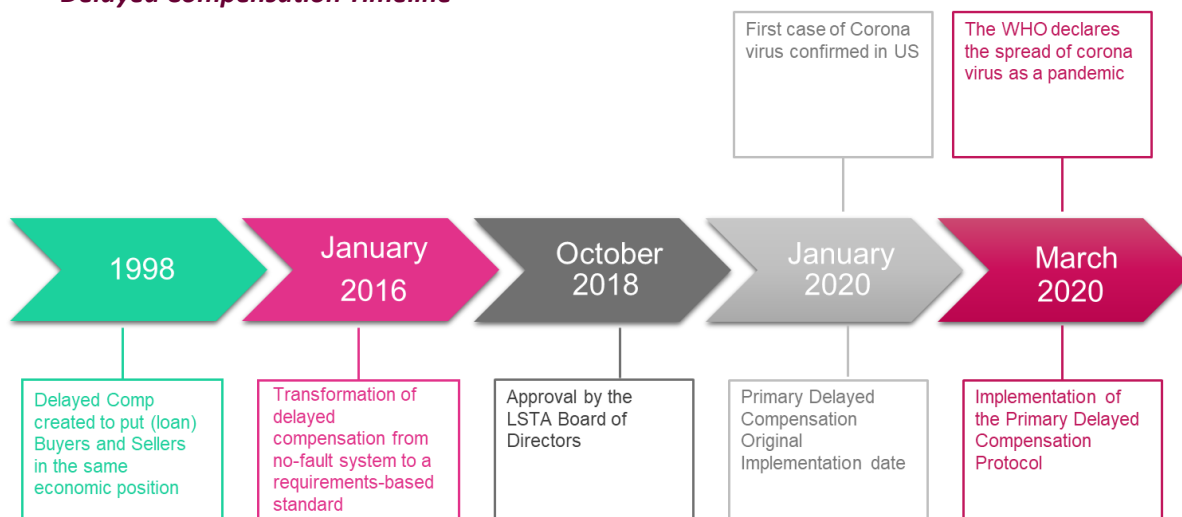 Delayed Compensation Timeline
First case of Corona
virus confirmed in US
The WHO declares
the spread of corona
virus as a pandemic
1998
January
2016
October
2018
January
2020
March
2020
Delayed Comp
created to put (loan)
Buyers and Sellers
in the same
economic position
Transformation of
delayed
compensation from
no-fault system to a
requirements-based
standard
Approval by the
LSTA Board of
Directors
Primary Delayed
Compensation
Original
Implementation date
Implementation of
the Primary Delayed
Compensation
Protocol